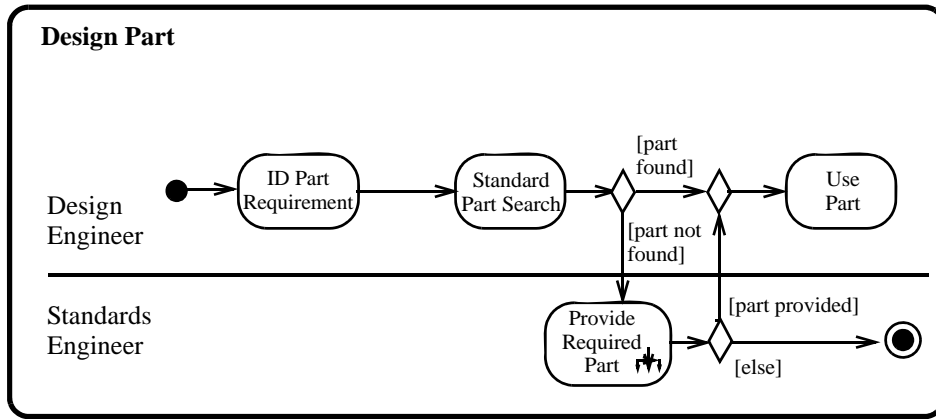 Design Part
ID Part
Requirement
Standard
Part Search
[part
found]
Use
Part
Design
Engineer
[part not
found]
Standards
Engineer
Provide
Required
Part
[part provided]
[else]